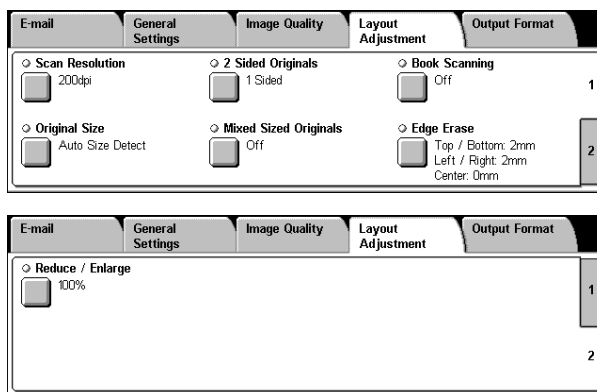 E-mail
General
Settings
Image Quality
Layout
Adjustment
Output Format
Scan Resolution
200dpi
2 Sided Originals
1 Sided
Book Scanning
Off
1
Original Size
Auto Size Detect
Mixed Sized Originals
Off
Edge Erase
Top / Bottom: 2mm
Left / Right: 2mm
Center: 0mm
2
E-mail
General
Settings
Image Quality
Layout
Adjustment
Output Format
Reduce / Enlarge
100%
1
2